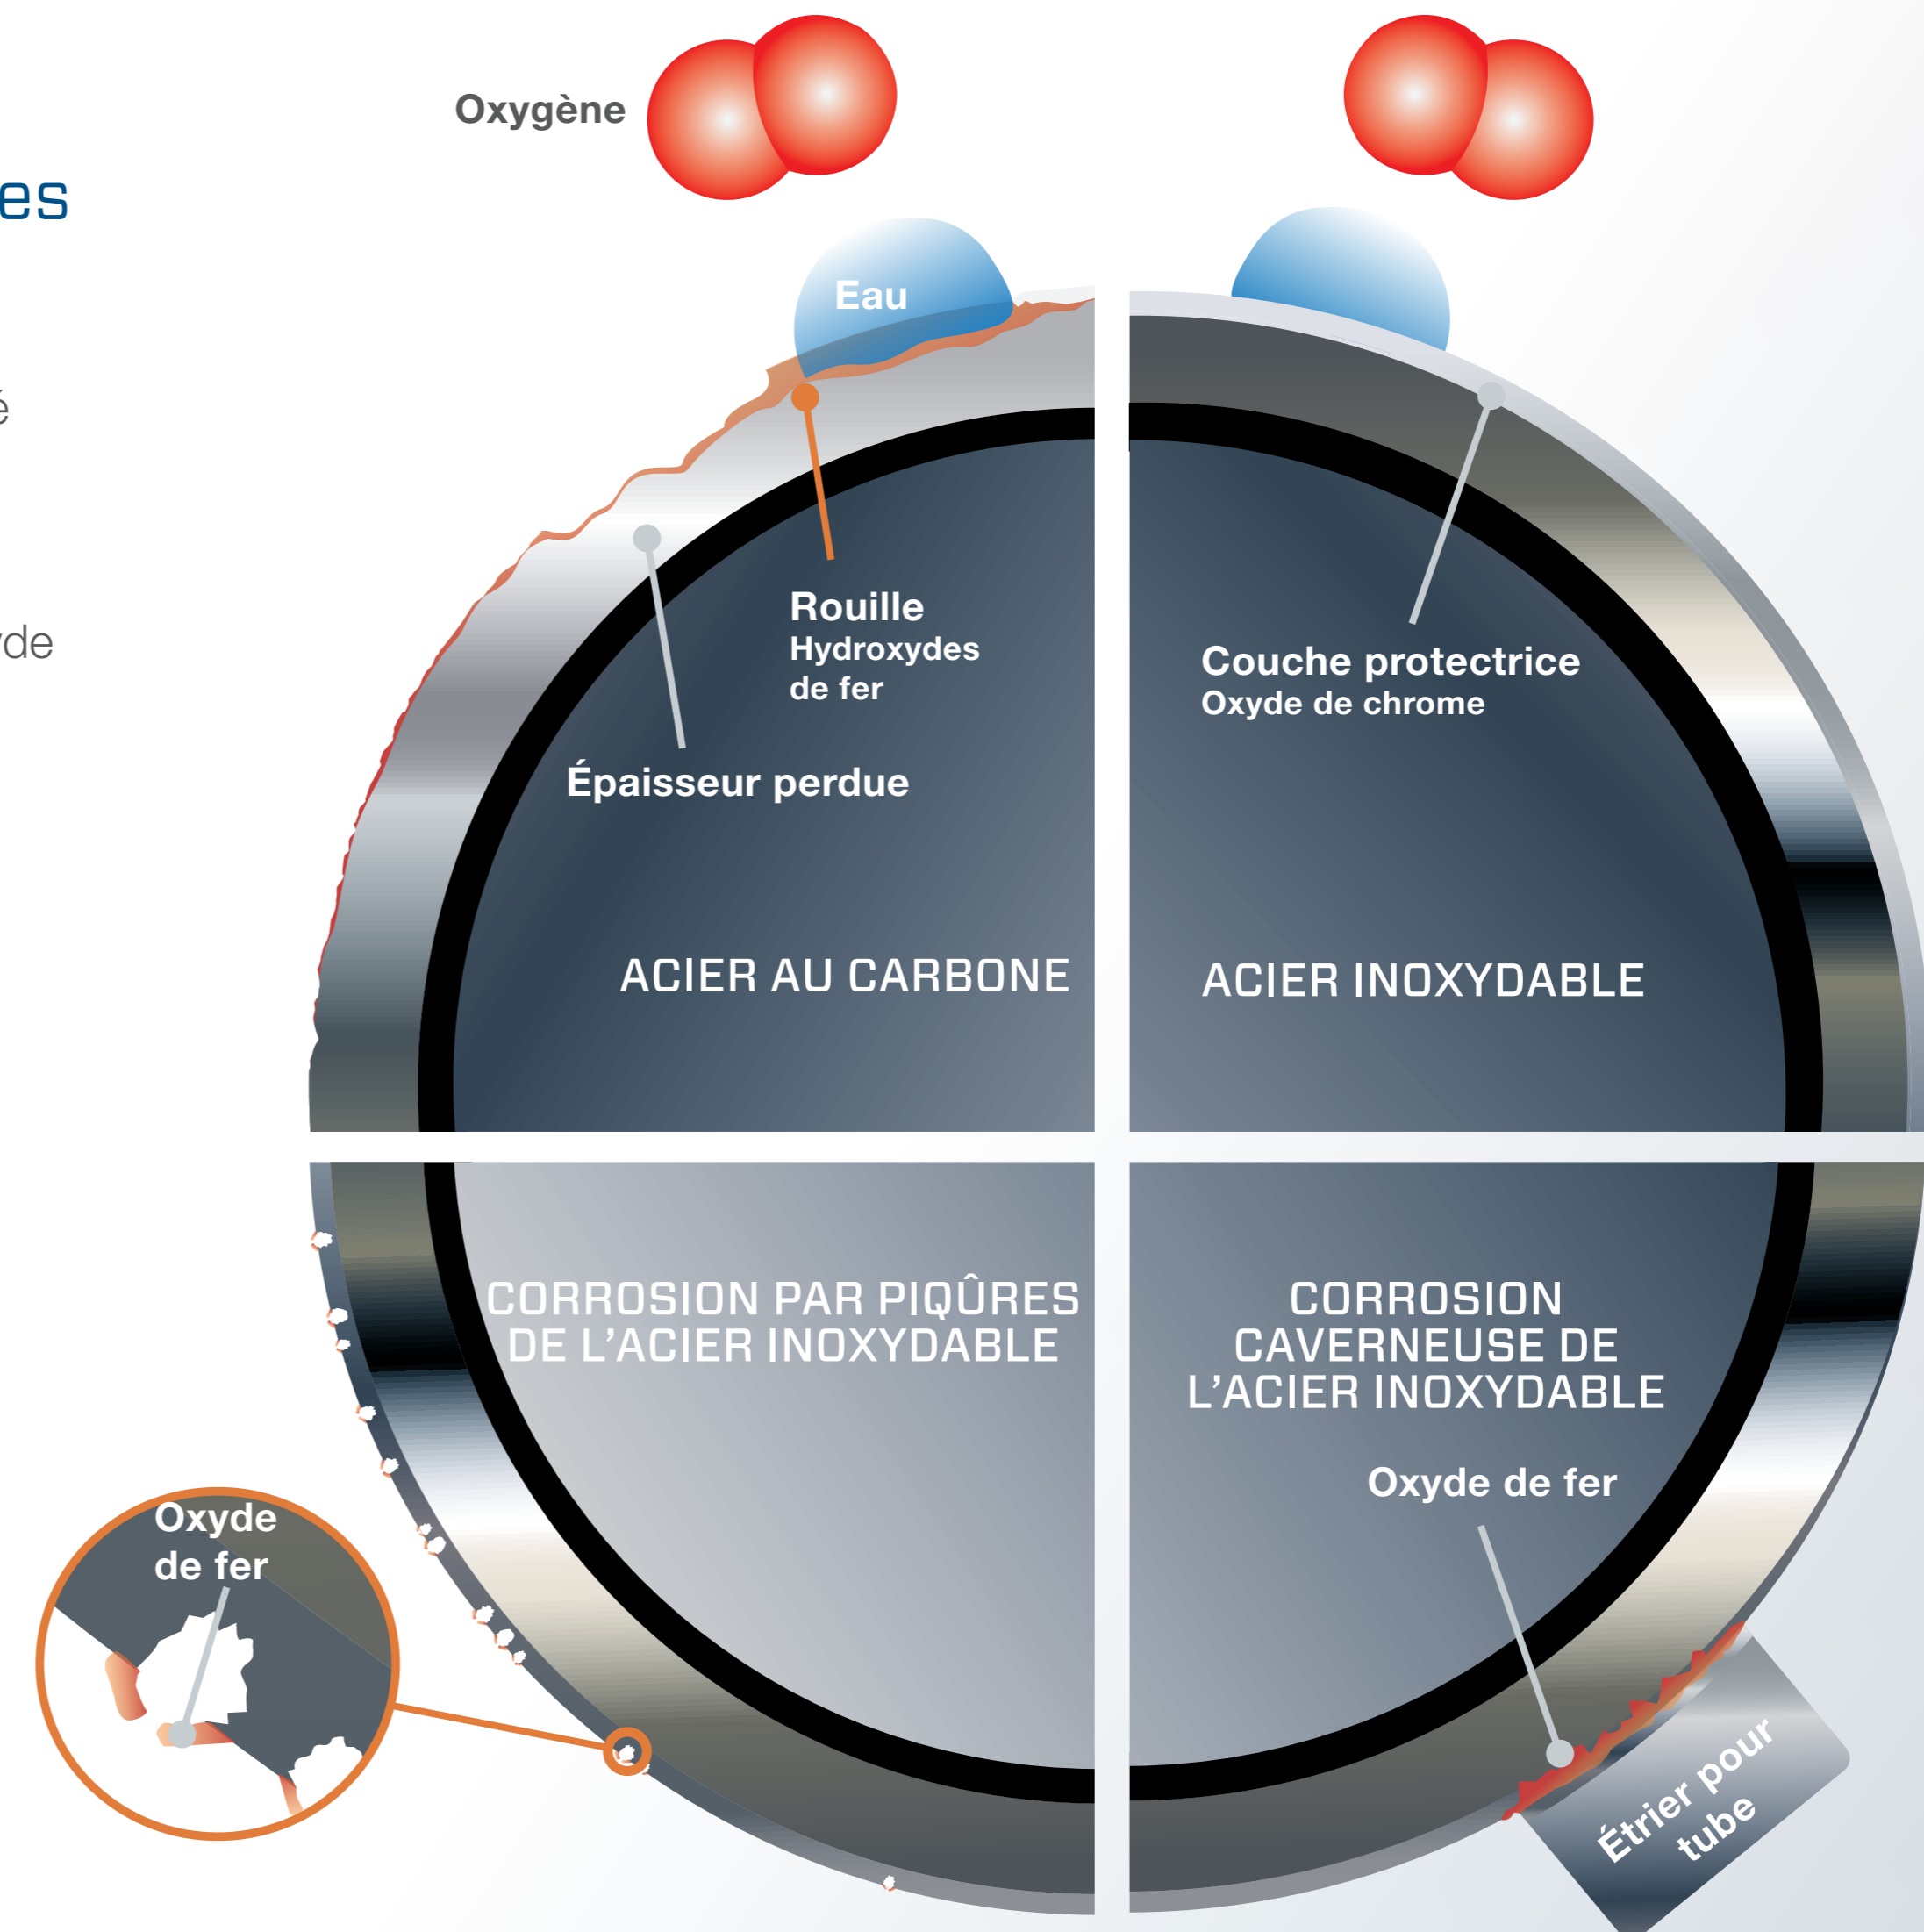 Oxygène
es
Eau
é
Rouille
Hydroxydes
de fer
yde
Couche protectrice
Oxyde de chrome
Épaisseur perdue
ACIER AU CARBONE
ACIER INOXYDABLE
CORROSION PAR PIQÛRES
DE L'ACIER INOXYDABLE
CORROSION
CAVERNEUSE DE
L'ACIER INOXYDABLE
Oxyde de fer
Oxyde
de fer
Étrier pour
tube